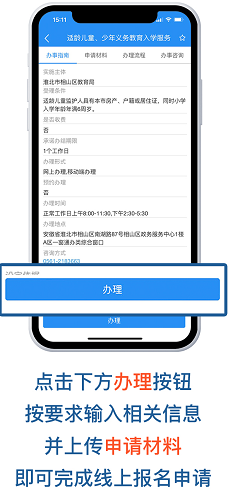 15:11
适龄儿童、少年义务教育入学服务
办事指南 申请材料 办理流程 办事咨询
实施主体
淮北市相山区教育局
受理条件
适龄儿童监护人具有本市房产、户籍或居住证，同时小学
入学年龄年满6周岁。
是否收费
否
承诺办结期限
1个工作日
办理形式
网上办理,移动端办理
预约办理
否
办理时间
正常工作日上午8:00-11:30,下午2:30-5:30
办理地点
安徽省淮北市相山区南湖路87号相山区政务服务中心1楼
A区一窗通办类综合窗口
咨询方式
0561-2183663
设定依据
办理
办理
点击下方办理按钮
按要求输入相关信息
并上传申请材料
即可完成线上报名申请